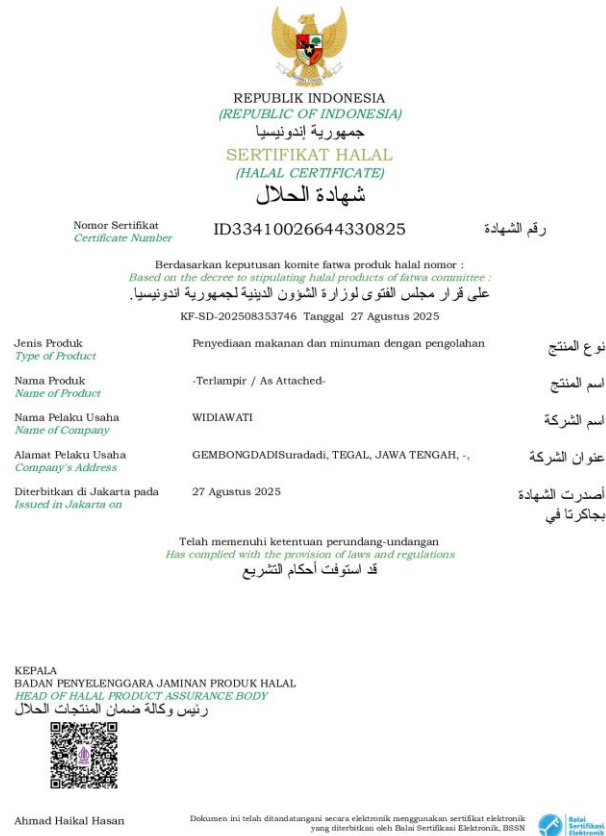 REPUBLIK INDONESIA
(REPUBLIC OF INDONESIA)
جمهورية إندونيسيا
SERTIFIKAT HALAL
(HALAL CERTIFICATE)
شهادة الحلال
Nomor Sertifikat ID33410026644330825 رقم الشهادة
Certificate Number
Berdasarkan keputusan komite fatwa produk halal nomor :
Based on the decree to stipulating halal products of fatwa committee :
على قرار مجلس الفتوى لوزارة الشؤون الدينية لجمهورية اندونيسيا.
KF-SD-202508353746 Tanggal 27 Agustus 2025
Jenis Produk Penyediaan makanan dan minuman dengan pengolahan نوع المنتج
Type of Product
Nama Produk -Terlampir / As Attached- اسم المنتج
Name of Product
Nama Pelaku Usaha WIDIAWATI اسم الشركة
Name of Company
Alamat Pelaku Usaha GEMBONGDADISuradadi, TEGAL, JAWA TENGAH, -, عنوان الشركة
Company's Address
Diterbitkan di Jakarta pada 27 Agustus 2025 أصدرت الشهادة
Issued in Jakarta on بجاكرتا في
Telah memenuhi ketentuan perundang-undangan
Has complied with the provision of laws and regulations
قد استوفت أحكام التشريع
KEPALA
BADAN PENYELENGGARA JAMINAN PRODUK HALAL
HEAD OF HALAL PRODUCT ASSURANCE BODY
رئيس وكالة ضمان المنتجات الحلال
Ahmad Haikal Hasan
Dokumen ini telah ditandatangani secara elektronik menggunakan sertifikat elektronik
yang diterbitkan oleh Balai Sertifikasi Elektronik, BSSN
Balai
Sertifikasi
Elektronik